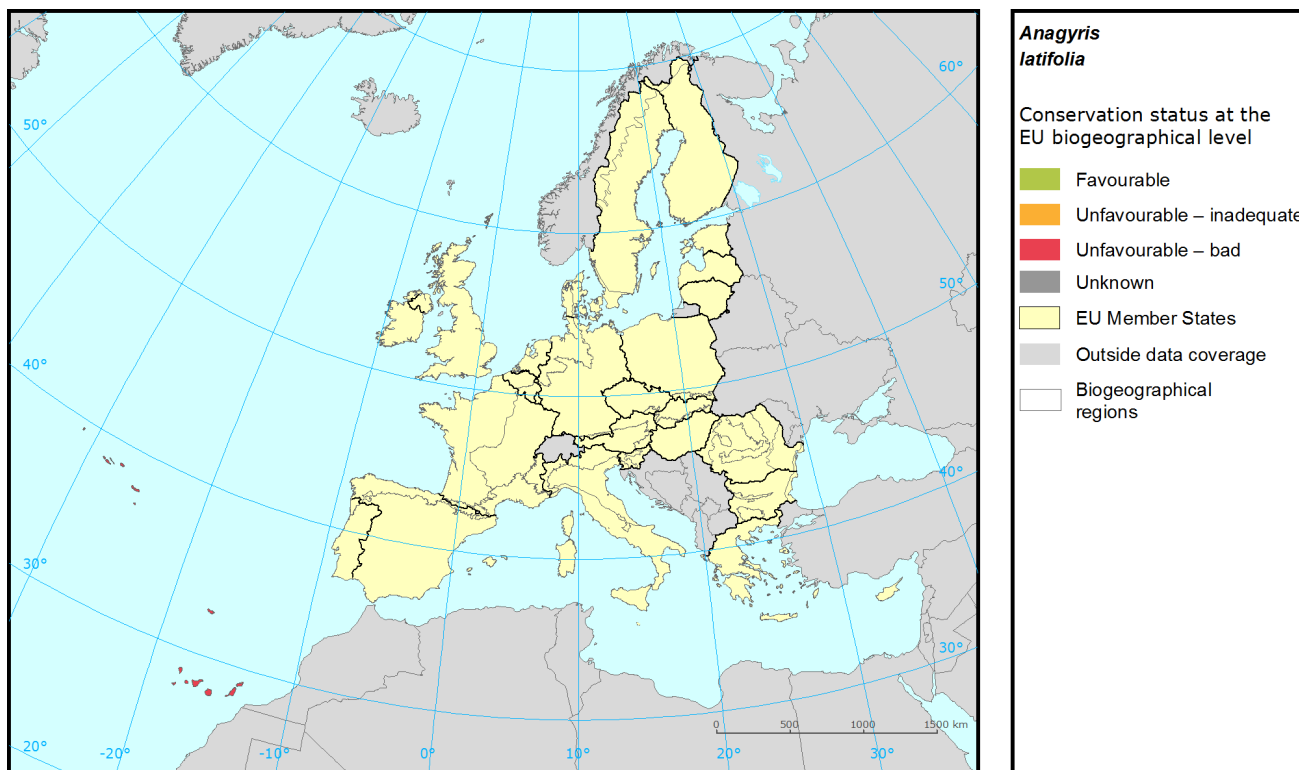 Anagyris
latifolia
Conservation status at the
EU biogeographical level
Favourable
Unfavourable – inadequate
Unfavourable – bad
Unknown
EU Member States
Outside data coverage
Biogeographical
regions
60°
50°
50°
40°
40°
30°
30°
0 500 1000 1500 km
20° -20° -10° 0° 10° 20° 30°